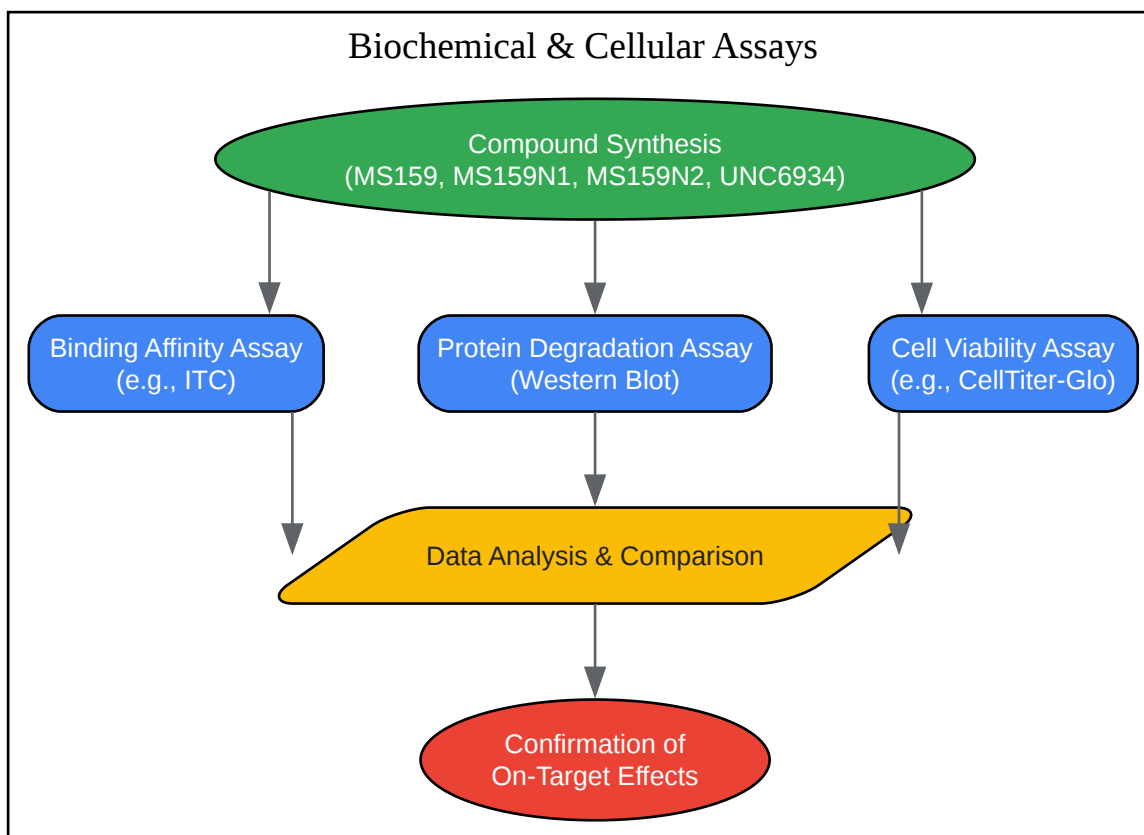 Biochemical & Cellular Assays
Compound Synthesis
(MS159, MS159N1, MS159N2, UNC6934)
Binding Affinity Assay
(e.g., ITC)
Protein Degradation Assay
(Western Blot)
Cell Viability Assay
(e.g., CellTiter-Glo)
Data Analysis & Comparison
Confirmation of
On-Target Effects